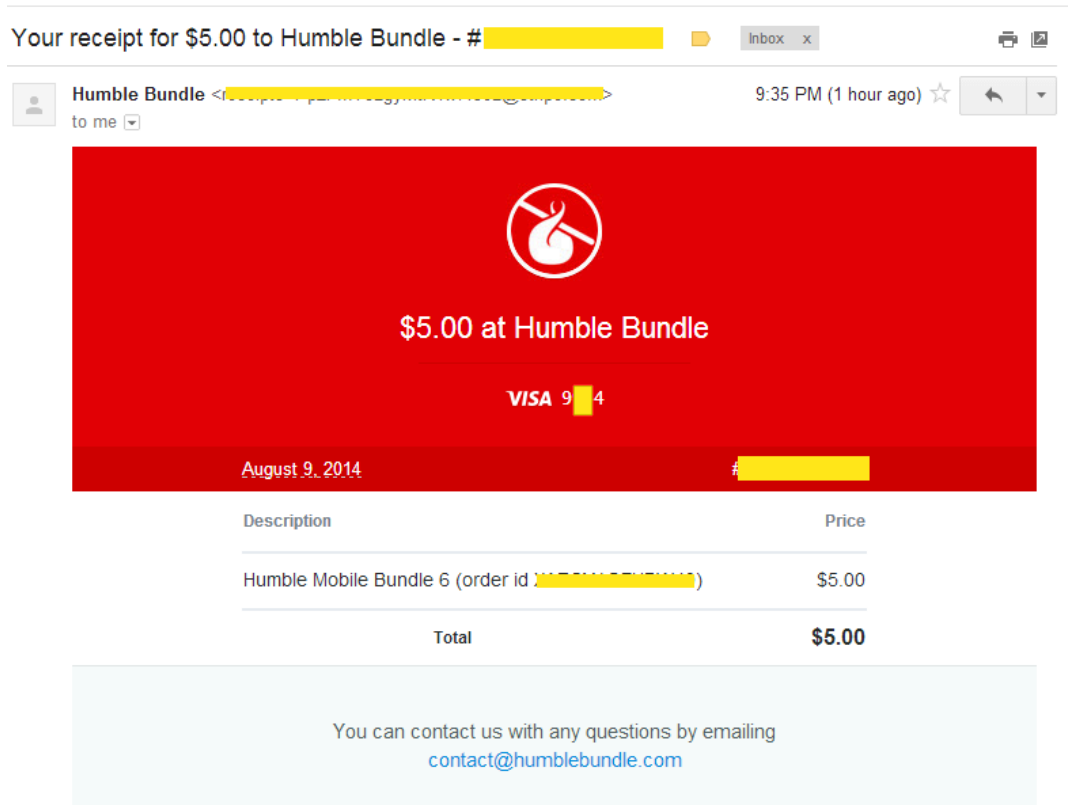 Your receipt for $5.00 to Humble Bundle - #
Inbox x
Humble Bundle < >
9:35 PM (1 hour ago)
to me
$5.00 at Humble Bundle
VISA 9 4
August 9, 2014
#
Description Price
Humble Mobile Bundle 6 (order id ) $5.00
Total $5.00
You can contact us with any questions by emailing
contact@humblebundle.com